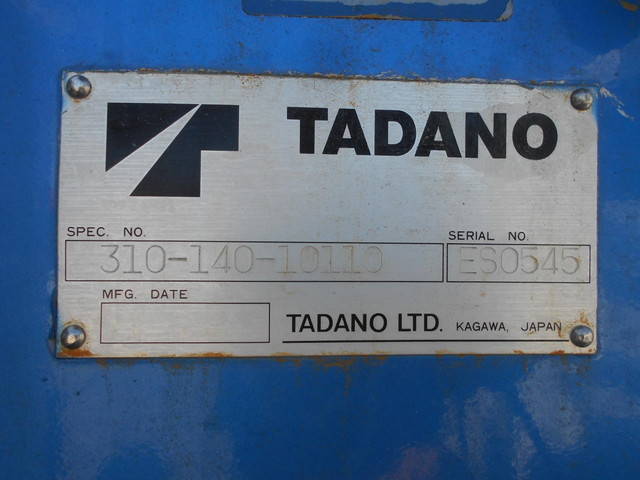 TADANO
SPEC. NO.
SERIAL NO.
310-140-10110
ES0545
MFG. DATE
TADANO LTD. KAGAWA, JAPAN